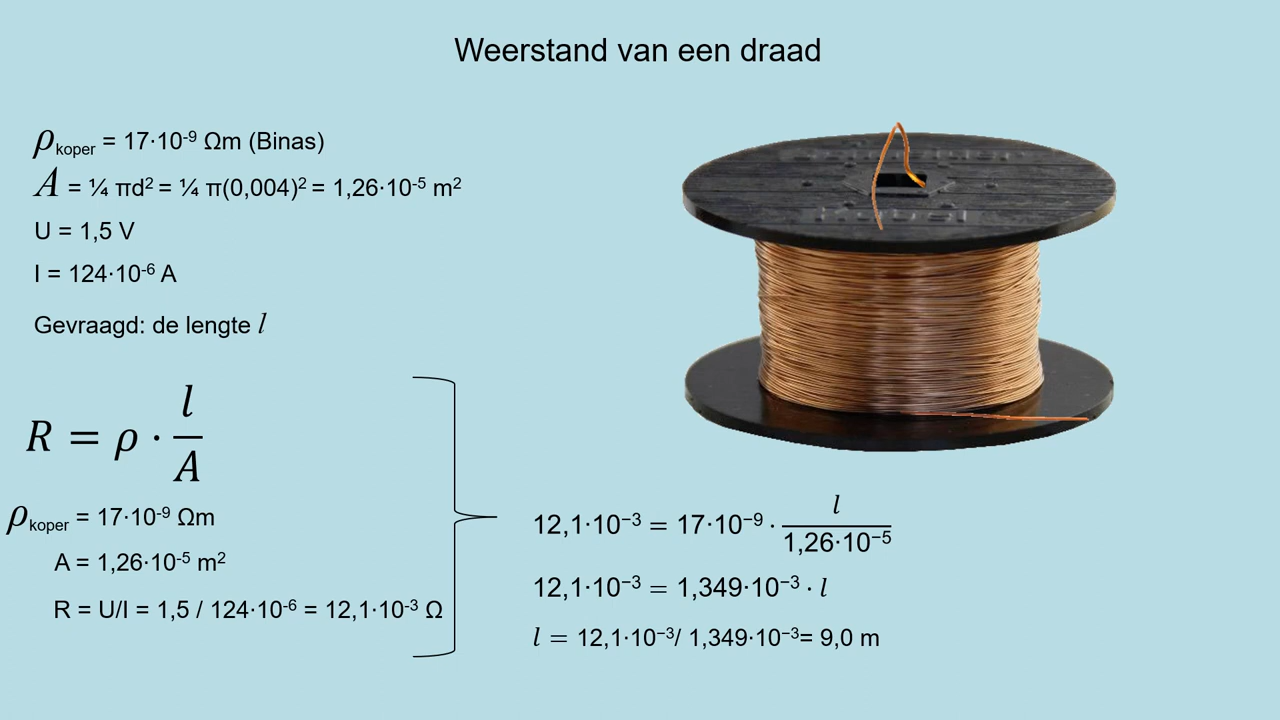 Weerstand van een draad
ρkoper = 17·10⁻⁹ Ωm (Binas)
A = ¼ πd² = ¼ π(0,004)² = 1,26·10⁻⁵ m²
U = 1,5 V
I = 124·10⁻⁶ A
Gevraagd: de lengte l
R = ρ · l/A
ρkoper = 17·10⁻⁹ Ωm
A = 1,26·10⁻⁵ m²
R = U/I = 1,5 / 124·10⁻⁶ = 12,1·10⁻³ Ω
12,1·10⁻³ = 17·10⁻⁹ · l/1,26·10⁻⁵
12,1·10⁻³ = 1,349·10⁻³ · l
l = 12,1·10⁻³/ 1,349·10⁻³= 9,0 m